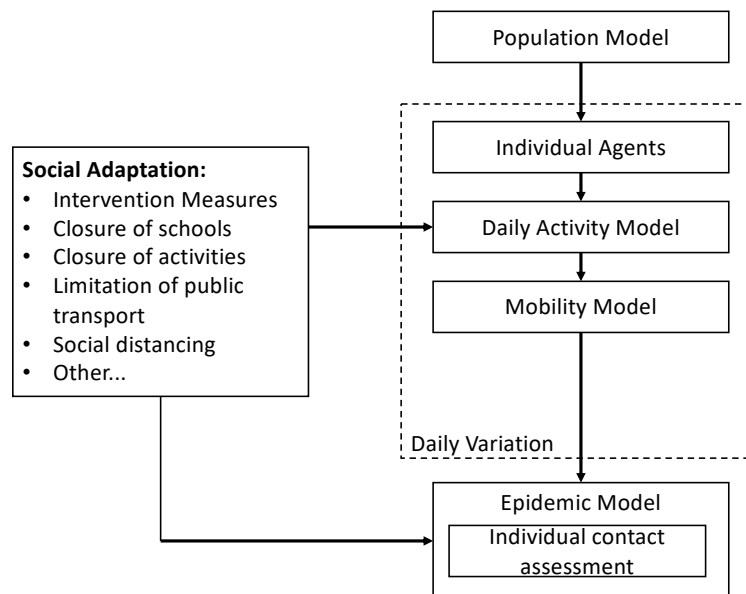 Population Model
Individual Agents
Daily Activity Model
Mobility Model
Daily Variation
Social Adaptation:
• Intervention Measures
• Closure of schools
• Closure of activities
• Limitation of public
transport
• Social distancing
• Other...
Epidemic Model
Individual contact
assessment